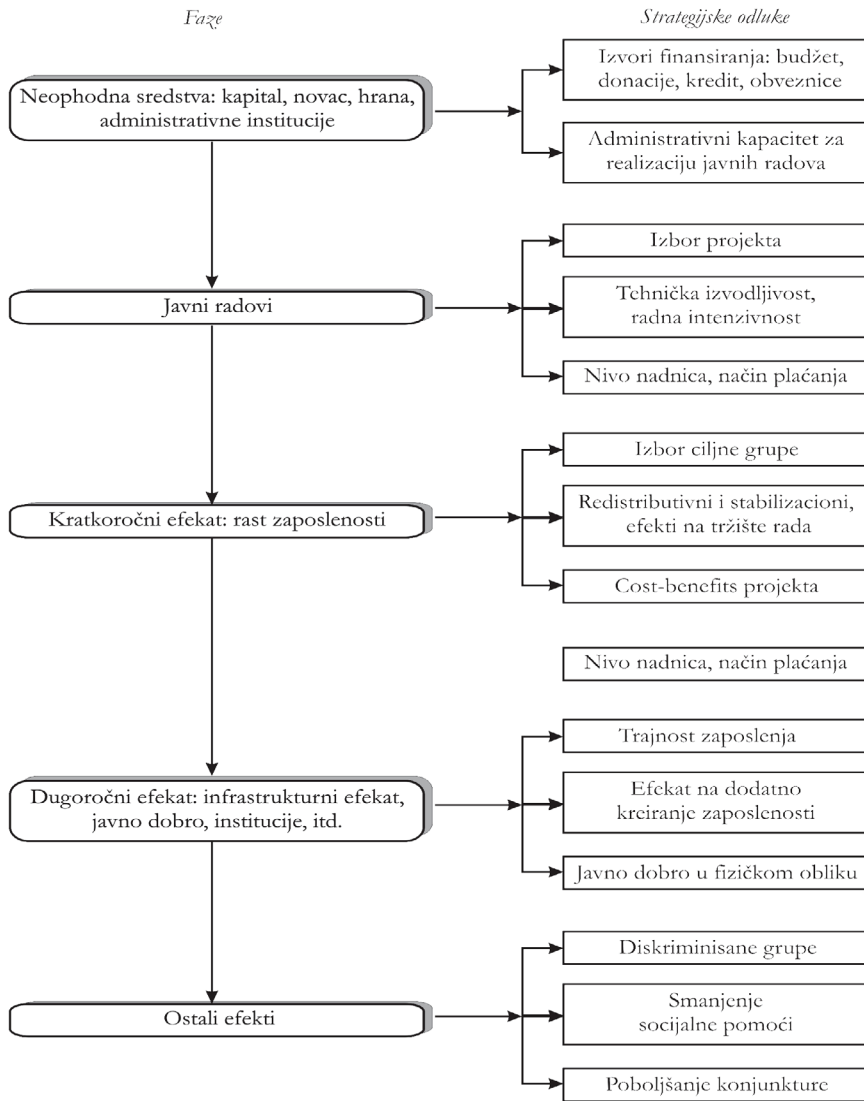 Faze
Strategijske odluke
Neophodna sredstva: kapital, novac, hrana,
administrativne institucije
Izvori finansiranja: budžet,
donacije, kredit, obveznice
Administrativni kapacitet za
realizaciju javnih radova
Javni radovi
Izbor projekta
Tehnička izvodljivost,
radna intenzivnost
Nivo nadnica, način plaćanja
Kratkoročni efekat: rast zaposlenosti
Izbor ciljne grupe
Redistributivni i stabilizacioni,
efekti na tržište rada
Cost-benefits projekta
Nivo nadnica, način plaćanja
Dugoročni efekat: infrastrukturni efekat,
javno dobro, institucije, itd.
Trajnost zaposlenja
Efekat na dodatno
kreiranje zaposlenosti
Javno dobro u fizičkom obliku
Ostali efekti
Diskriminisane grupe
Smanjenje
socijalne pomoći
Poboljšanje konjunkture